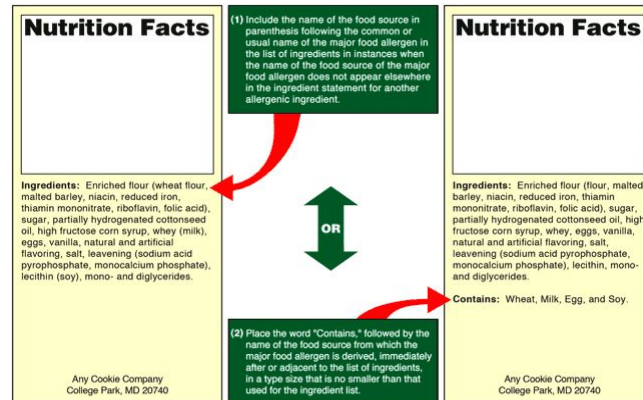 Nutrition Facts
Ingredients: Enriched flour (wheat flour,
malted barley, niacin, reduced iron,
thiamin mononitrate, riboflavin, folic acid),
sugar, partially hydrogenated cottonseed
oil, high fructose corn syrup, whey (milk),
eggs, vanilla, natural and artificial
flavoring, salt, leavening (sodium acid
pyrophosphate, monocalcium phosphate),
lecithin (soy), mono- and diglycerides.
Any Cookie Company
College Park, MD 20740
(1) Include the name of the food source in
parenthesis following the common or
usual name of the major food allergen in
the list of ingredients in instances when
the name of the food source of the major
food allergen does not appear elsewhere
in the ingredient statement for another
allergenic ingredient.
OR
(2) Place the word "Contains," followed by the
name of the food source from which the
major food allergen is derived, immediately
after or adjacent to the list of ingredients,
in a type size that is no smaller than that
used for the ingredient list.
Nutrition Facts
Ingredients: Enriched flour (flour, malted
barley, niacin, reduced iron, thiamin
mononitrate, riboflavin, folic acid), sugar,
partially hydrogenated cottonseed oil, high
fructose corn syrup, whey, eggs, vanilla,
natural and artificial flavoring, salt,
leavening (sodium acid pyrophosphate,
monocalcium phosphate), lecithin, mono-
and diglycerides.
Contains: Wheat, Milk, Egg, and Soy.
Any Cookie Company
College Park, MD 20740